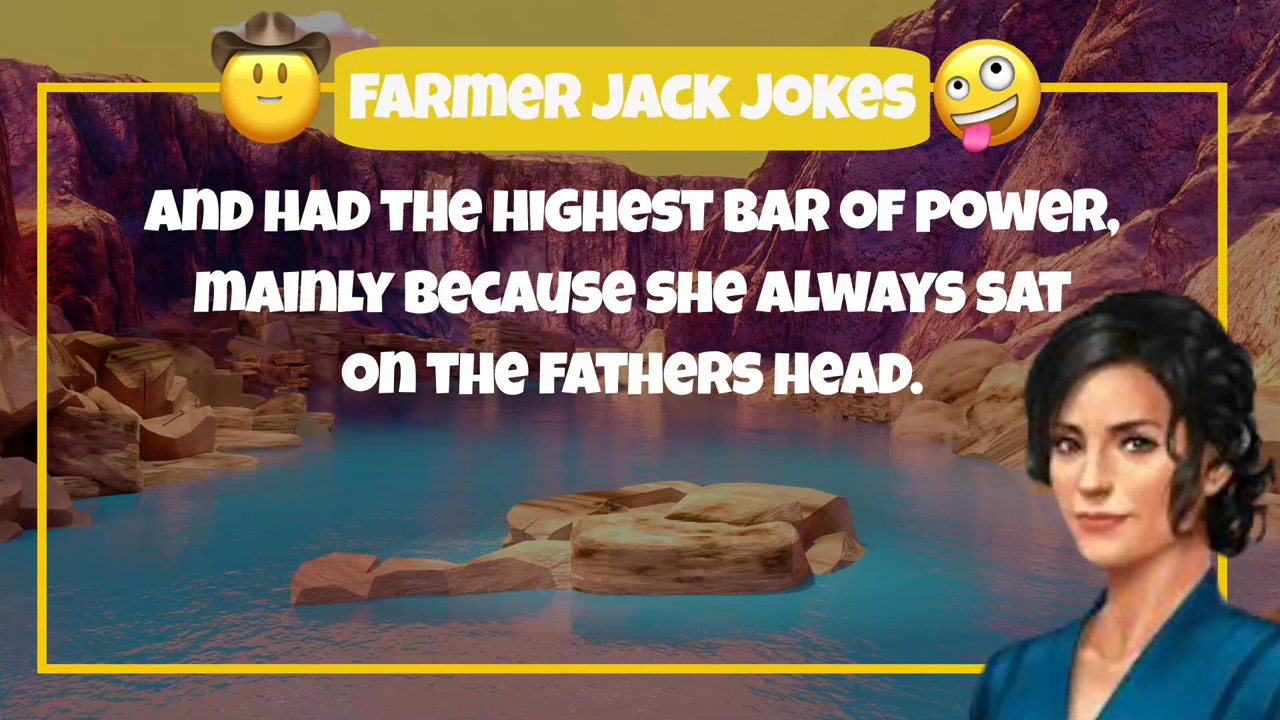 FARMER JACK JOKES
AND HAD THE HIGHEST BAR OF POWER,
MAINLY BECAUSE SHE ALWAYS SAT
ON THE FATHERS HEAD.